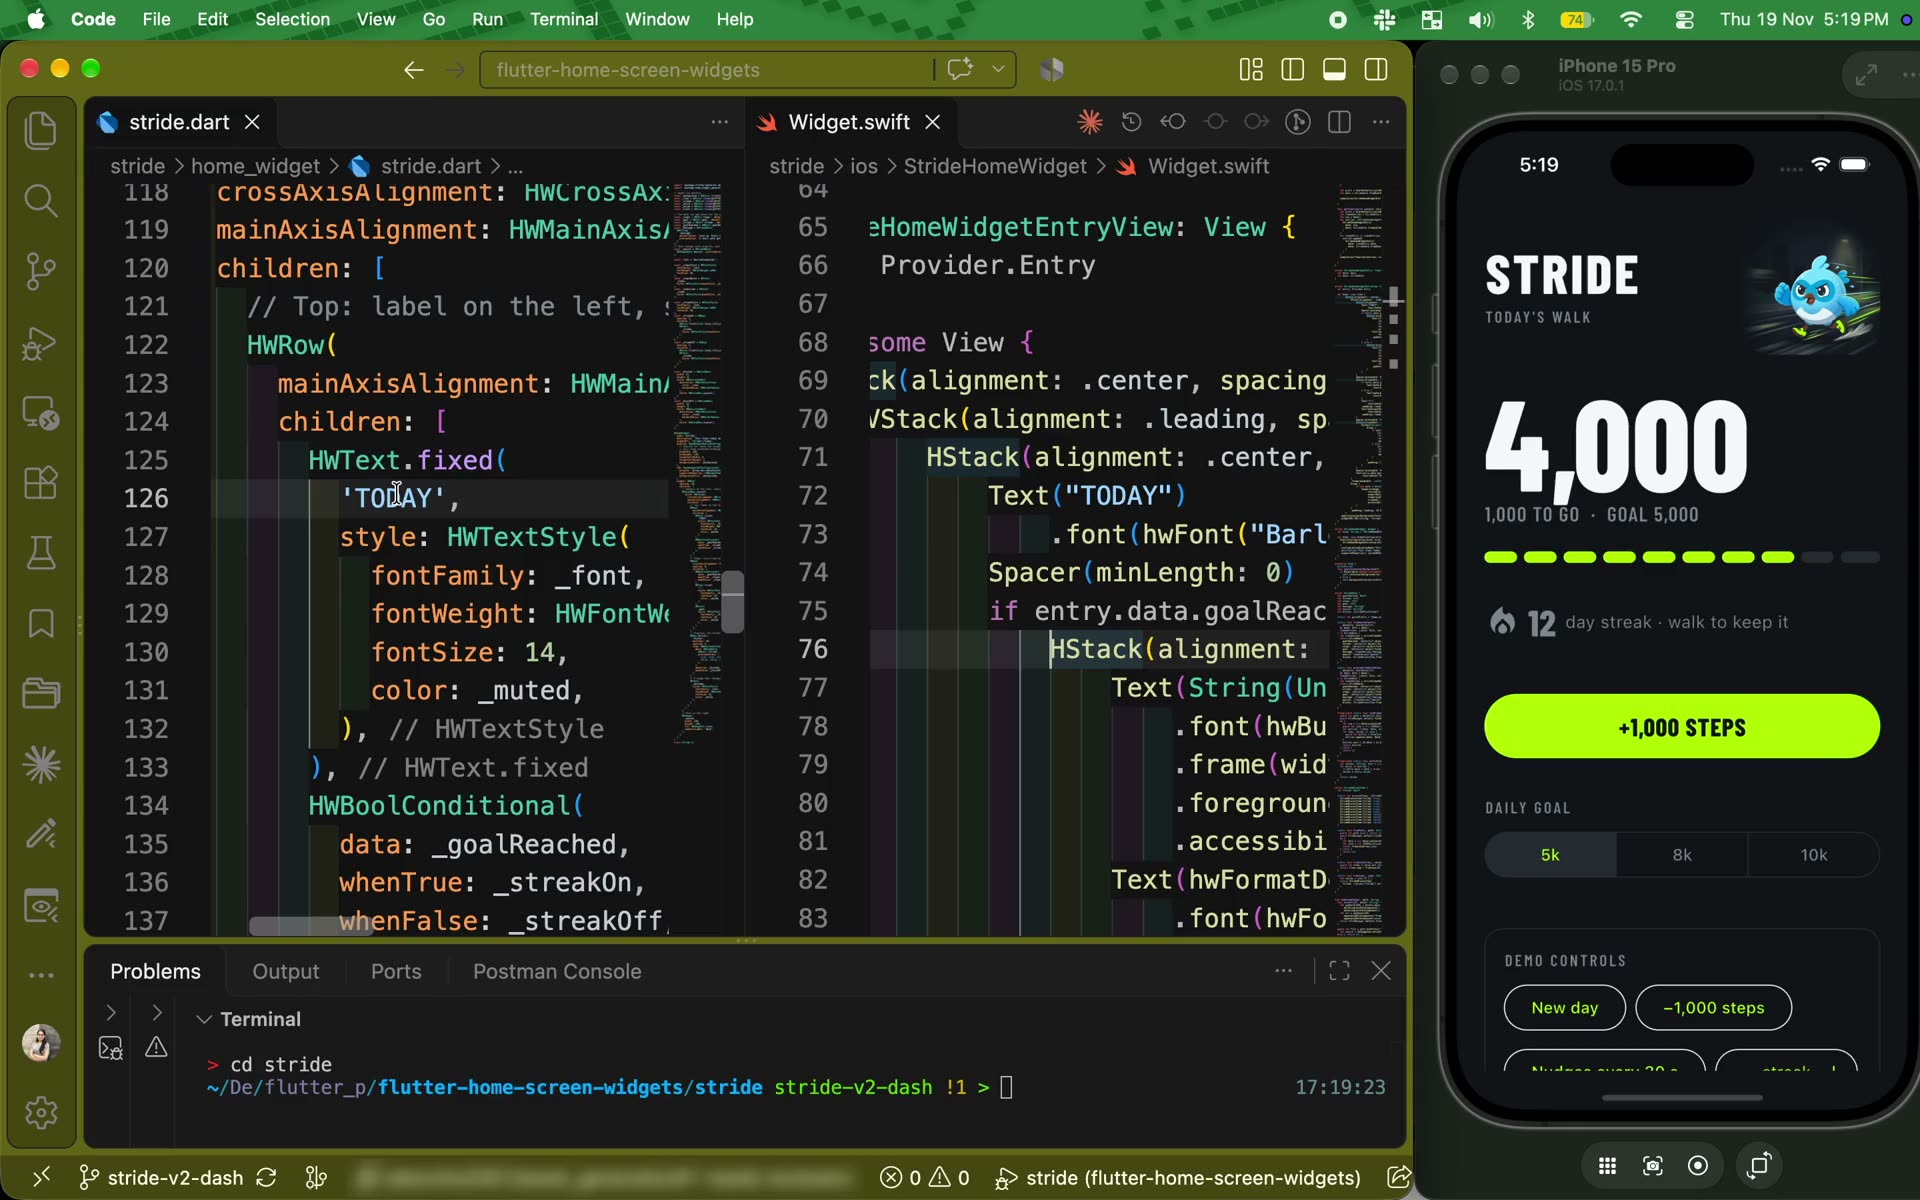 Code File Edit Selection View Go Run Terminal Window Help
74
Thu 19 Nov 5:19 PM
flutter-home-screen-widgets
stride.dart
Widget.swift
stride > home_widget > stride.dart > ...
stride > ios > StrideHomeWidget > Widget.swift
118 crossAxisAlignment: HWCrossAx
119 mainAxisAlignment: HWMainAxis
120 children: [
121 // Top: label on the left,
122 HWRow(
123 mainAxisAlignment: HWMain
124 children: [
125 HWText.fixed(
126 'TODAY',
127 style: HWTextStyle(
128 fontFamily: _font,
129 fontWeight: HWFontWe
130 fontSize: 14,
131 color: _muted,
132 ), // HWTextStyle
133 ), // HWText.fixed
134 HWBoolConditional(
135 data: _goalReached,
136 whenTrue: _streakOn,
137 whenFalse: _streakOff,
64
65 eHomeWidgetEntryView: View {
66 Provider.Entry
67
68 some View {
69 ck(alignment: .center, spacing
70 VStack(alignment: .leading, sp
71 HStack(alignment: .center,
72 Text("TODAY")
73 .font(hwFont("Barl
74 Spacer(minLength: 0)
75 if entry.data.goalReac
76 HStack(alignment:
77 Text(String(Un
78 .font(hwBu
79 .frame(wid
80 .foregroun
81 .accessibi
82 Text(hwFormatD
83 .font(hwFo
Problems Output Ports Postman Console
Terminal
> cd stride
~/De/flutter_p/flutter-home-screen-widgets/stride stride-v2-dash !1 >
17:19:23
stride-v2-dash
0 0
stride (flutter-home-screen-widgets)
iPhone 15 Pro
iOS 17.0.1
5:19
STRIDE
TODAY'S WALK
4,000
1,000 TO GO · GOAL 5,000
12 day streak · walk to keep it
+1,000 STEPS
DAILY GOAL
5k 8k 10k
DEMO CONTROLS
New day
−1,000 steps